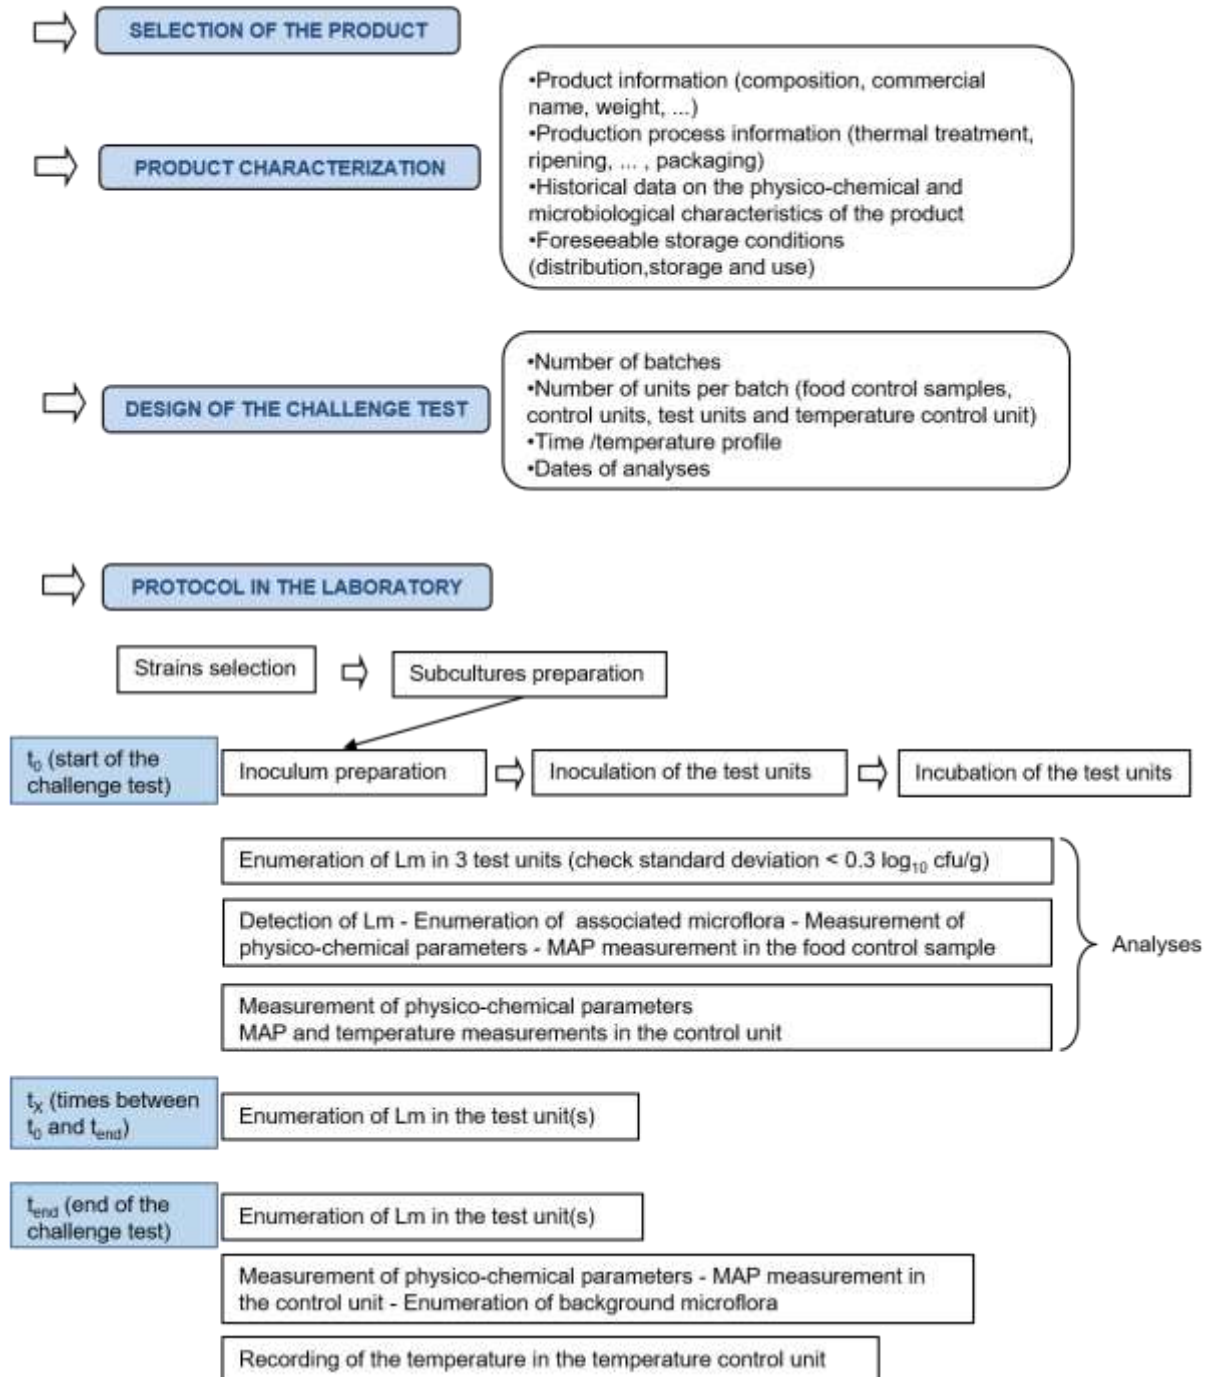 SELECTION OF THE PRODUCT
PRODUCT CHARACTERIZATION
•Product information (composition, commercial
name, weight, ...)
•Production process information (thermal treatment,
ripening, ... , packaging)
•Historical data on the physico-chemical and
microbiological characteristics of the product
•Foreseeable storage conditions
(distribution,storage and use)
DESIGN OF THE CHALLENGE TEST
•Number of batches
•Number of units per batch (food control samples,
control units, test units and temperature control unit)
•Time /temperature profile
•Dates of analyses
PROTOCOL IN THE LABORATORY
Strains selection
Subcultures preparation
t₀ (start of the
challenge test)
Inoculum preparation
Inoculation of the test units
Incubation of the test units
Enumeration of Lm in 3 test units (check standard deviation < 0.3 log₁₀ cfu/g)
Detection of Lm - Enumeration of associated microflora - Measurement of
physico-chemical parameters - MAP measurement in the food control sample
Measurement of physico-chemical parameters
MAP and temperature measurements in the control unit
Analyses
tₓ (times between
t₀ and t_end)
Enumeration of Lm in the test unit(s)
t_end (end of the
challenge test)
Enumeration of Lm in the test unit(s)
Measurement of physico-chemical parameters - MAP measurement in
the control unit - Enumeration of background microflora
Recording of the temperature in the temperature control unit